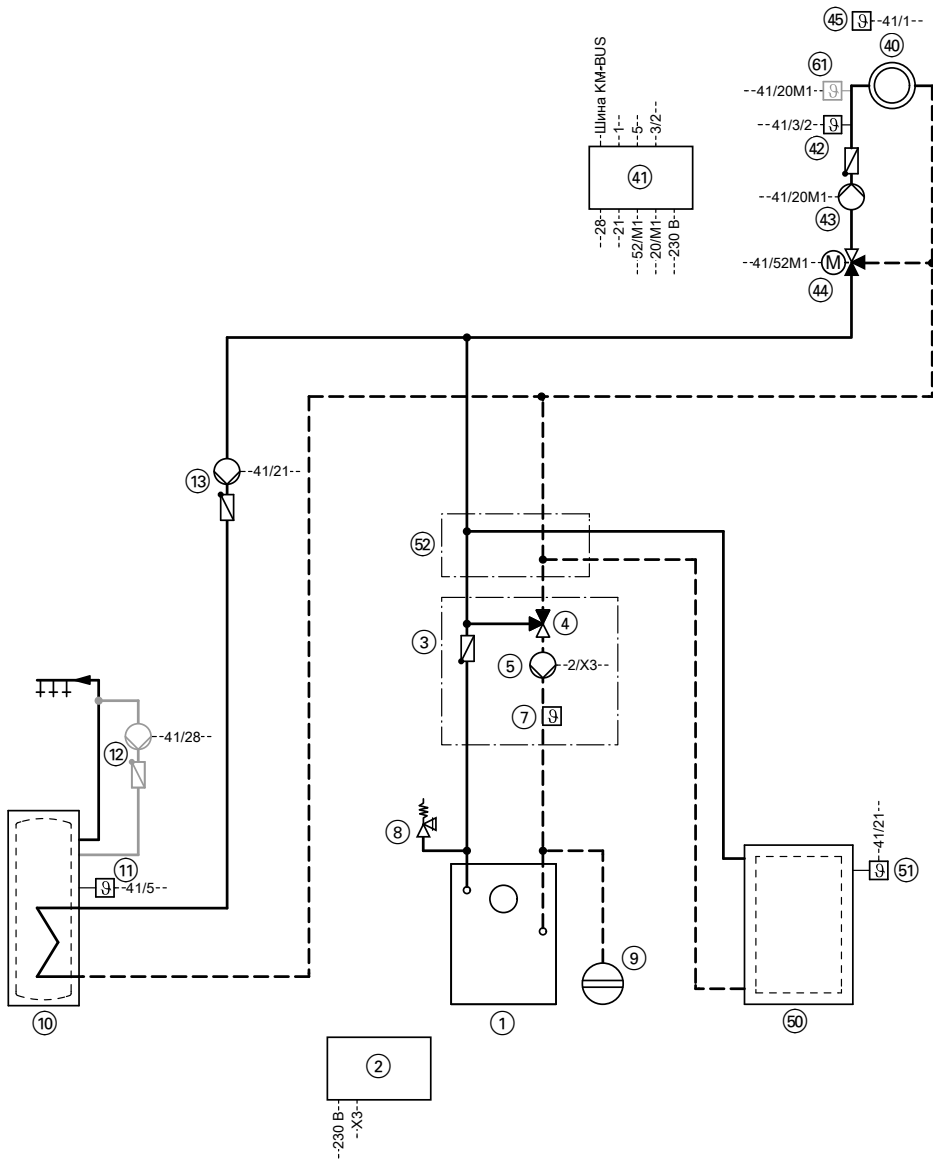 45
--41/1--
40
61
--41/20M1--
ϑ
--41/3/2--
42
--41/20M1--
43
--41/52M1--
M
44
Шина KM-BUS
1--
5--
3/2--
41
--28
--21
--52/M1
--20/M1
--230 В
13
--41/21--
52
3
4
5
--2/X3--
7
12
--41/28--
8
11
--41/5--
--41/21--
51
9
10
1
50
2
--230 В
--X3